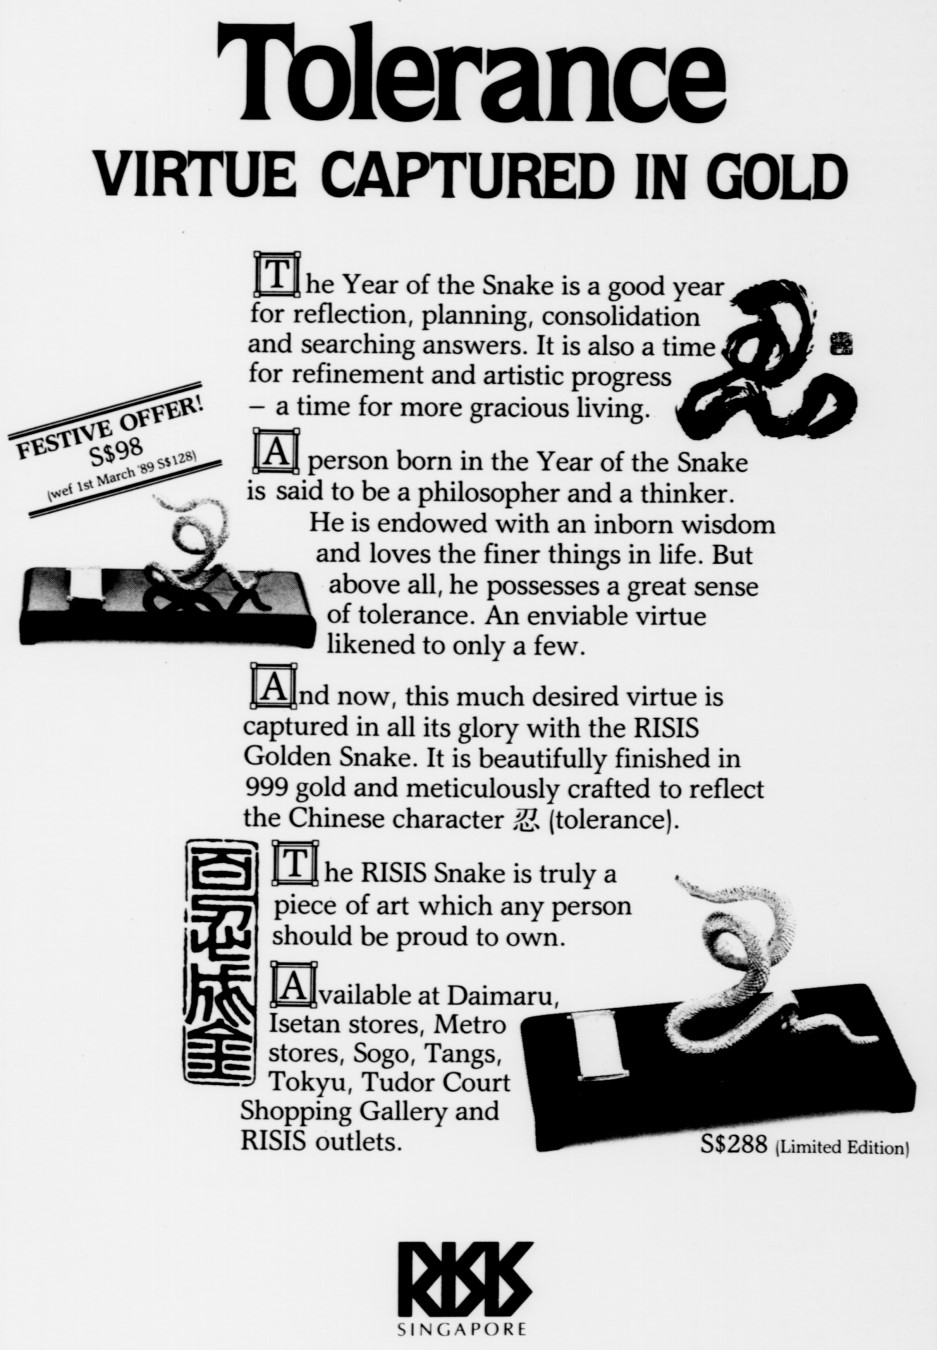 Tolerance
VIRTUE CAPTURED IN GOLD
The Year of the Snake is a good year
for reflection, planning, consolidation
and searching answers. It is also a time
for refinement and artistic progress
– a time for more gracious living.
忍
FESTIVE OFFER!
S$98
(wef 1st March '89 S$128)
A person born in the Year of the Snake
is said to be a philosopher and a thinker.
He is endowed with an inborn wisdom
and loves the finer things in life. But
above all, he possesses a great sense
of tolerance. An enviable virtue
likened to only a few.
And now, this much desired virtue is
captured in all its glory with the RISIS
Golden Snake. It is beautifully finished in
999 gold and meticulously crafted to reflect
the Chinese character 忍 (tolerance).
百忍成金
The RISIS Snake is truly a
piece of art which any person
should be proud to own.
Available at Daimaru,
Isetan stores, Metro
stores, Sogo, Tangs,
Tokyu, Tudor Court
Shopping Gallery and
RISIS outlets.
S$288 (Limited Edition)
RISIS
SINGAPORE